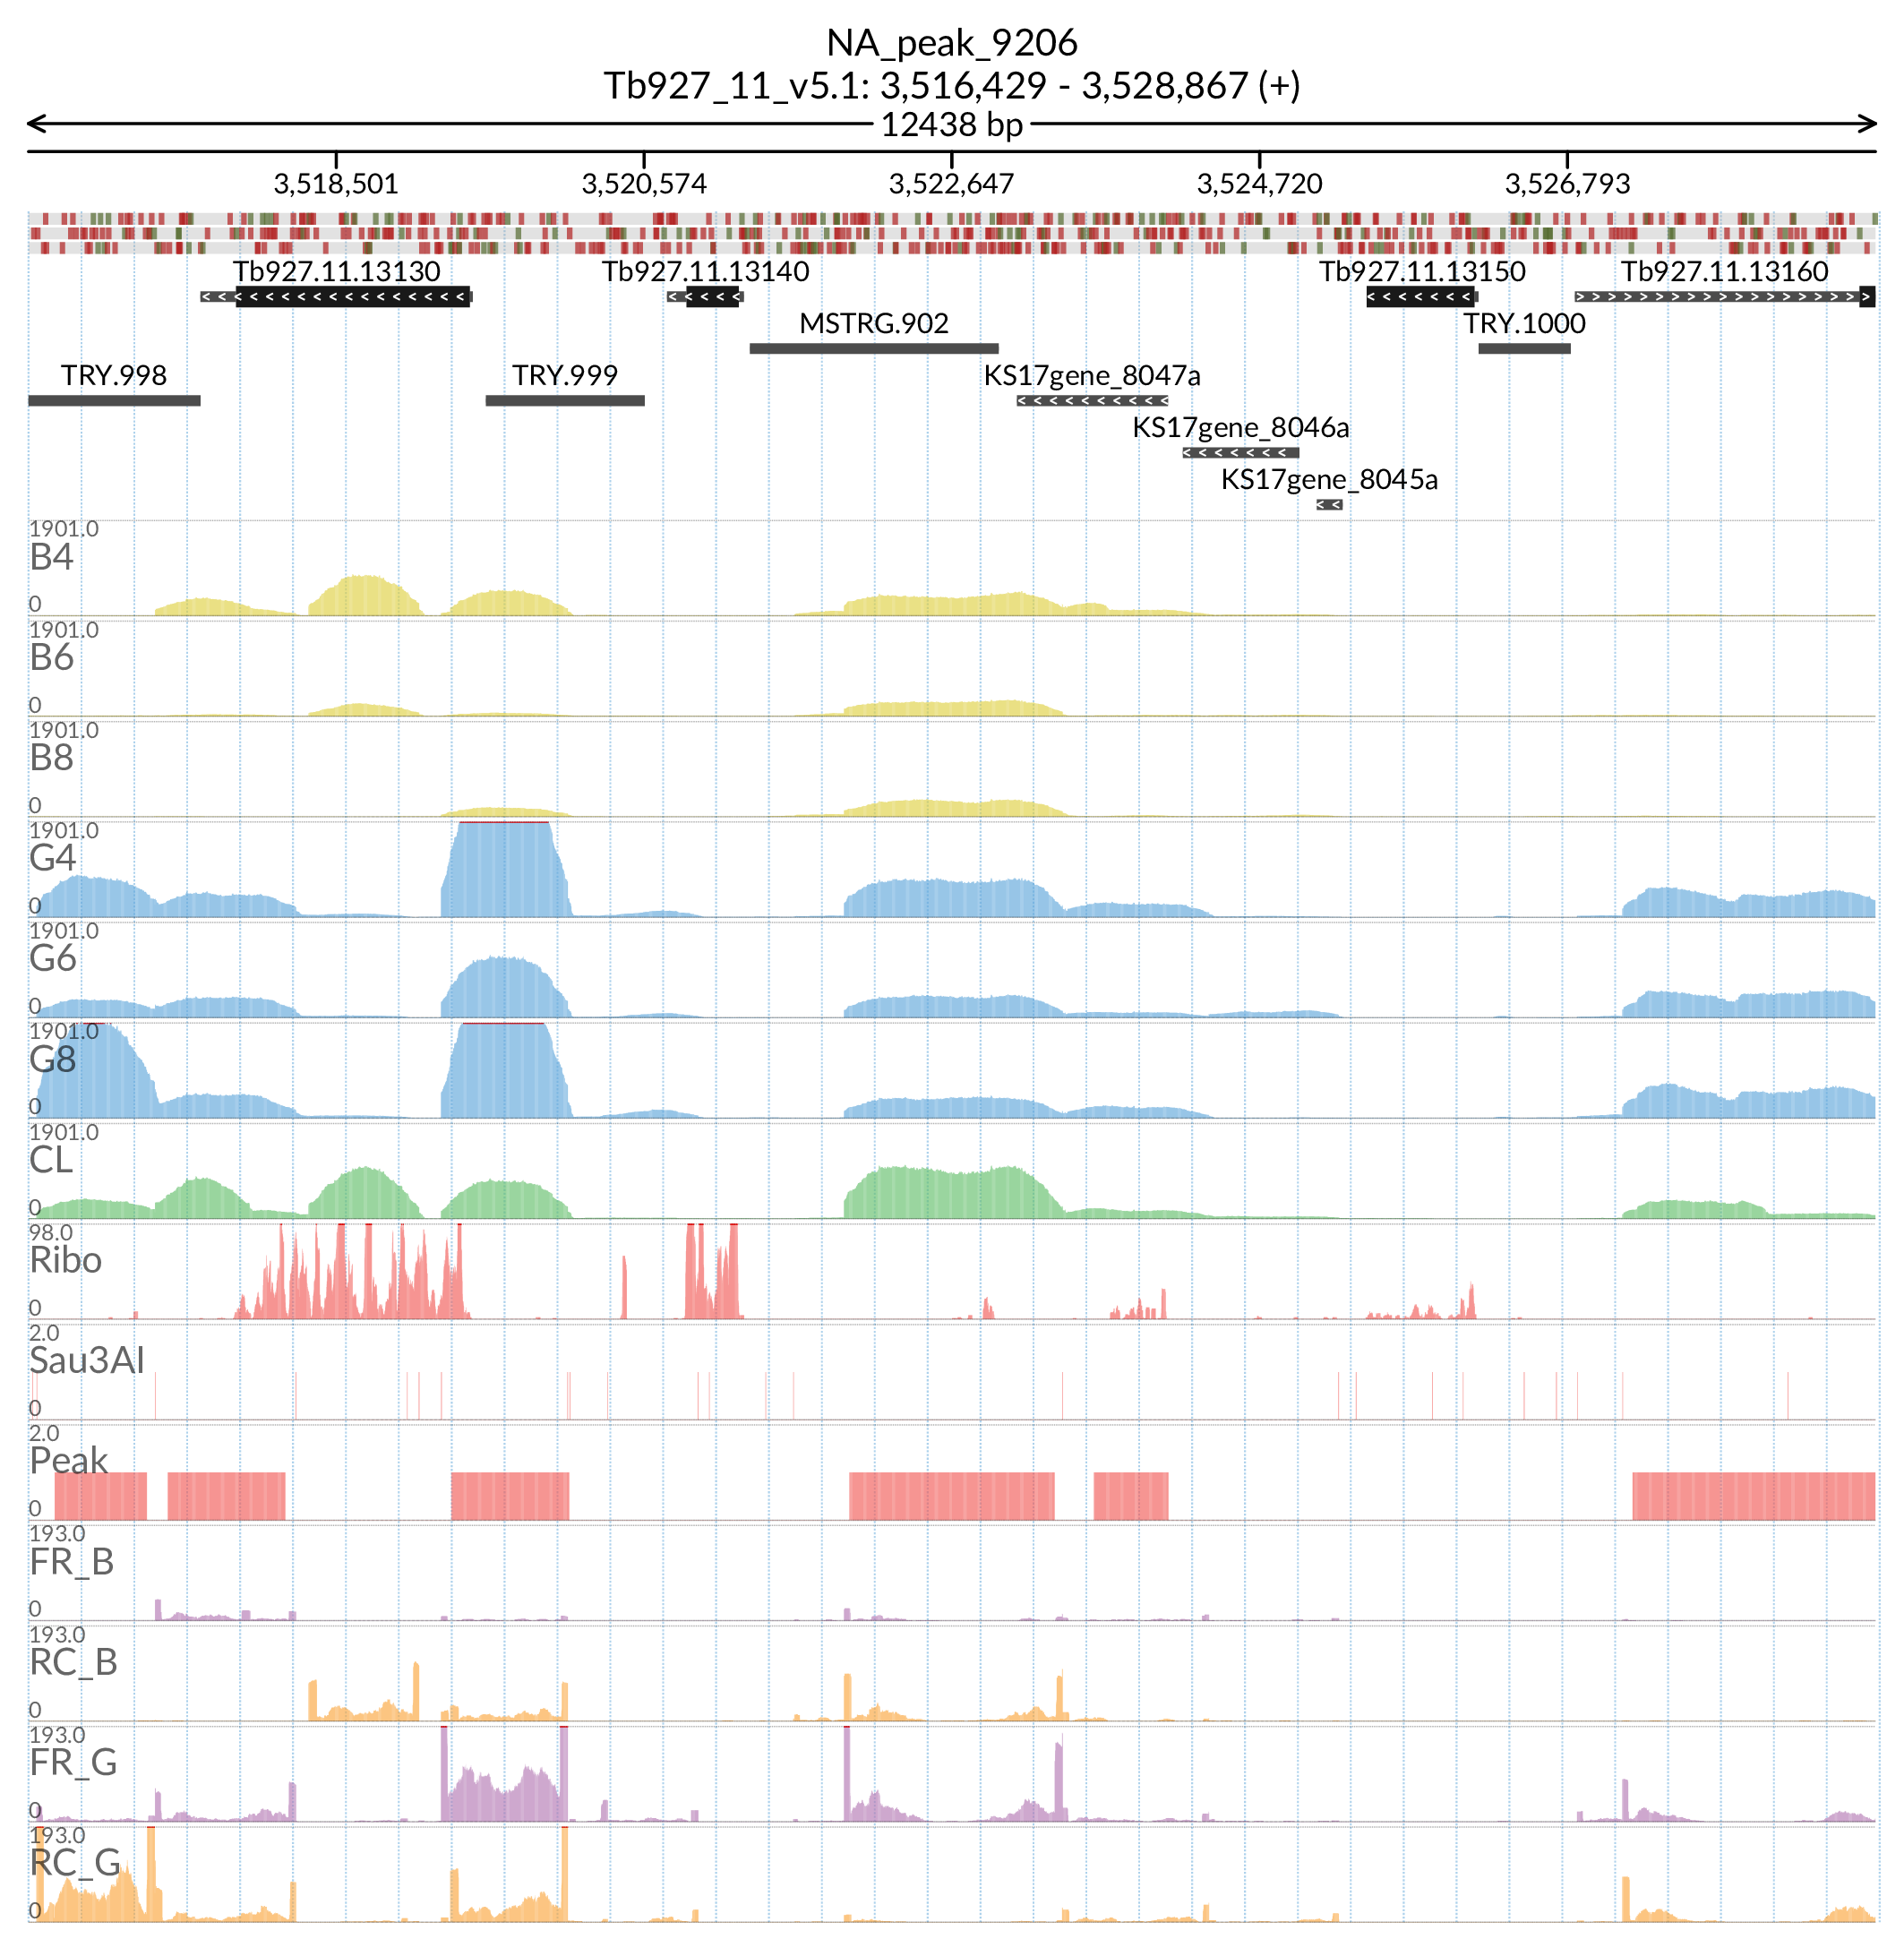 NA_peak_9206
Tb927_11_v5.1: 3,516,429 - 3,528,867 (+)
12438 bp
3,518,501 3,520,574 3,522,647 3,524,720 3,526,793
Tb927.11.13130 Tb927.11.13140 Tb927.11.13150 Tb927.11.13160
MSTRG.902 TRY.1000
TRY.998 TRY.999 KS17gene_8047a
KS17gene_8046a
KS17gene_8045a
1901.0
B4
0
1901.0
B6
0
1901.0
B8
0
1901.0
G4
0
1901.0
G6
0
1901.0
G8
0
1901.0
CL
0
98.0
Ribo
0
2.0
Sau3AI
0
2.0
Peak
0
193.0
FR_B
0
193.0
RC_B
0
193.0
FR_G
0
193.0
RC_G
0